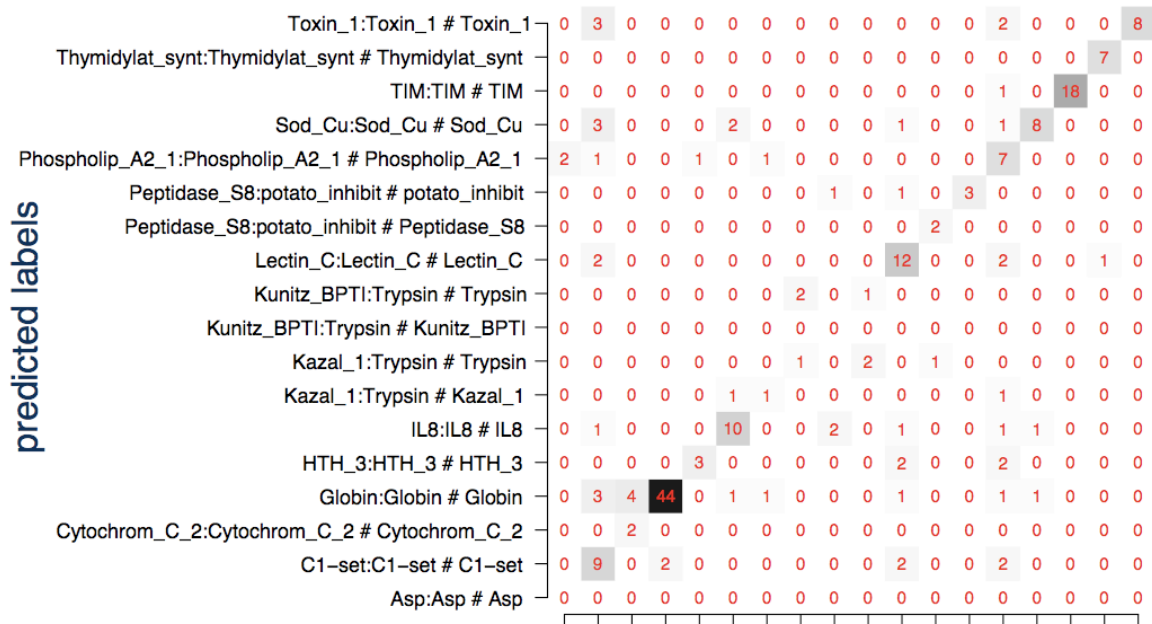 Toxin_1:Toxin_1 # Toxin_1 0 3 0 0 0 0 0 0 0 0 0 0 0 2 0 0 0 8
Thymidylat_synt:Thymidylat_synt # Thymidylat_synt 0 0 0 0 0 0 0 0 0 0 0 0 0 0 0 0 7 0
TIM:TIM # TIM 0 0 0 0 0 0 0 0 0 0 0 0 0 1 0 18 0 0
Sod_Cu:Sod_Cu # Sod_Cu 0 3 0 0 0 2 0 0 0 0 1 0 0 1 8 0 0 0
Phospholip_A2_1:Phospholip_A2_1 # Phospholip_A2_1 2 1 0 0 1 0 1 0 0 0 0 0 0 7 0 0 0 0
Peptidase_S8:potato_inhibit # potato_inhibit 0 0 0 0 0 0 0 0 1 0 1 0 3 0 0 0 0 0
Peptidase_S8:potato_inhibit # Peptidase_S8 0 0 0 0 0 0 0 0 0 0 0 2 0 0 0 0 0 0
Lectin_C:Lectin_C # Lectin_C 0 2 0 0 0 0 0 0 0 0 12 0 0 2 0 0 1 0
Kunitz_BPTI:Trypsin # Trypsin 0 0 0 0 0 0 0 2 0 1 0 0 0 0 0 0 0 0
Kunitz_BPTI:Trypsin # Kunitz_BPTI 0 0 0 0 0 0 0 0 0 0 0 0 0 0 0 0 0 0
Kazal_1:Trypsin # Trypsin 0 0 0 0 0 0 0 1 0 2 0 1 0 0 0 0 0 0
Kazal_1:Trypsin # Kazal_1 0 0 0 0 0 1 1 0 0 0 0 0 0 1 0 0 0 0
IL8:IL8 # IL8 0 1 0 0 0 10 0 0 2 0 1 0 0 1 1 0 0 0
HTH_3:HTH_3 # HTH_3 0 0 0 0 3 0 0 0 0 0 2 0 0 2 0 0 0 0
Globin:Globin # Globin 0 3 4 44 0 1 1 0 0 0 1 0 0 1 1 0 0 0
Cytochrom_C_2:Cytochrom_C_2 # Cytochrom_C_2 0 0 2 0 0 0 0 0 0 0 0 0 0 0 0 0 0 0
C1−set:C1−set # C1−set 0 9 0 2 0 0 0 0 0 0 2 0 0 2 0 0 0 0
Asp:Asp # Asp 0 0 0 0 0 0 0 0 0 0 0 0 0 0 0 0 0 0
predicted labels